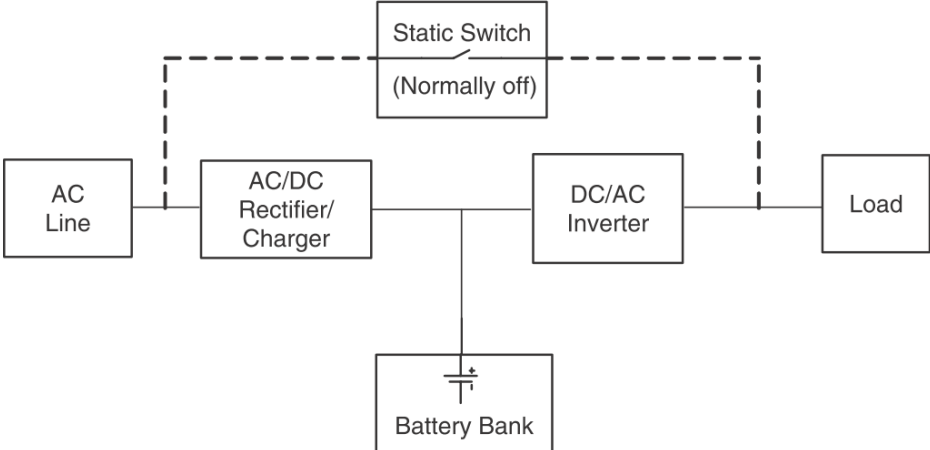 Static Switch
(Normally off)
AC
Line
AC/DC
Rectifier/
Charger
DC/AC
Inverter
Load
+
Battery Bank